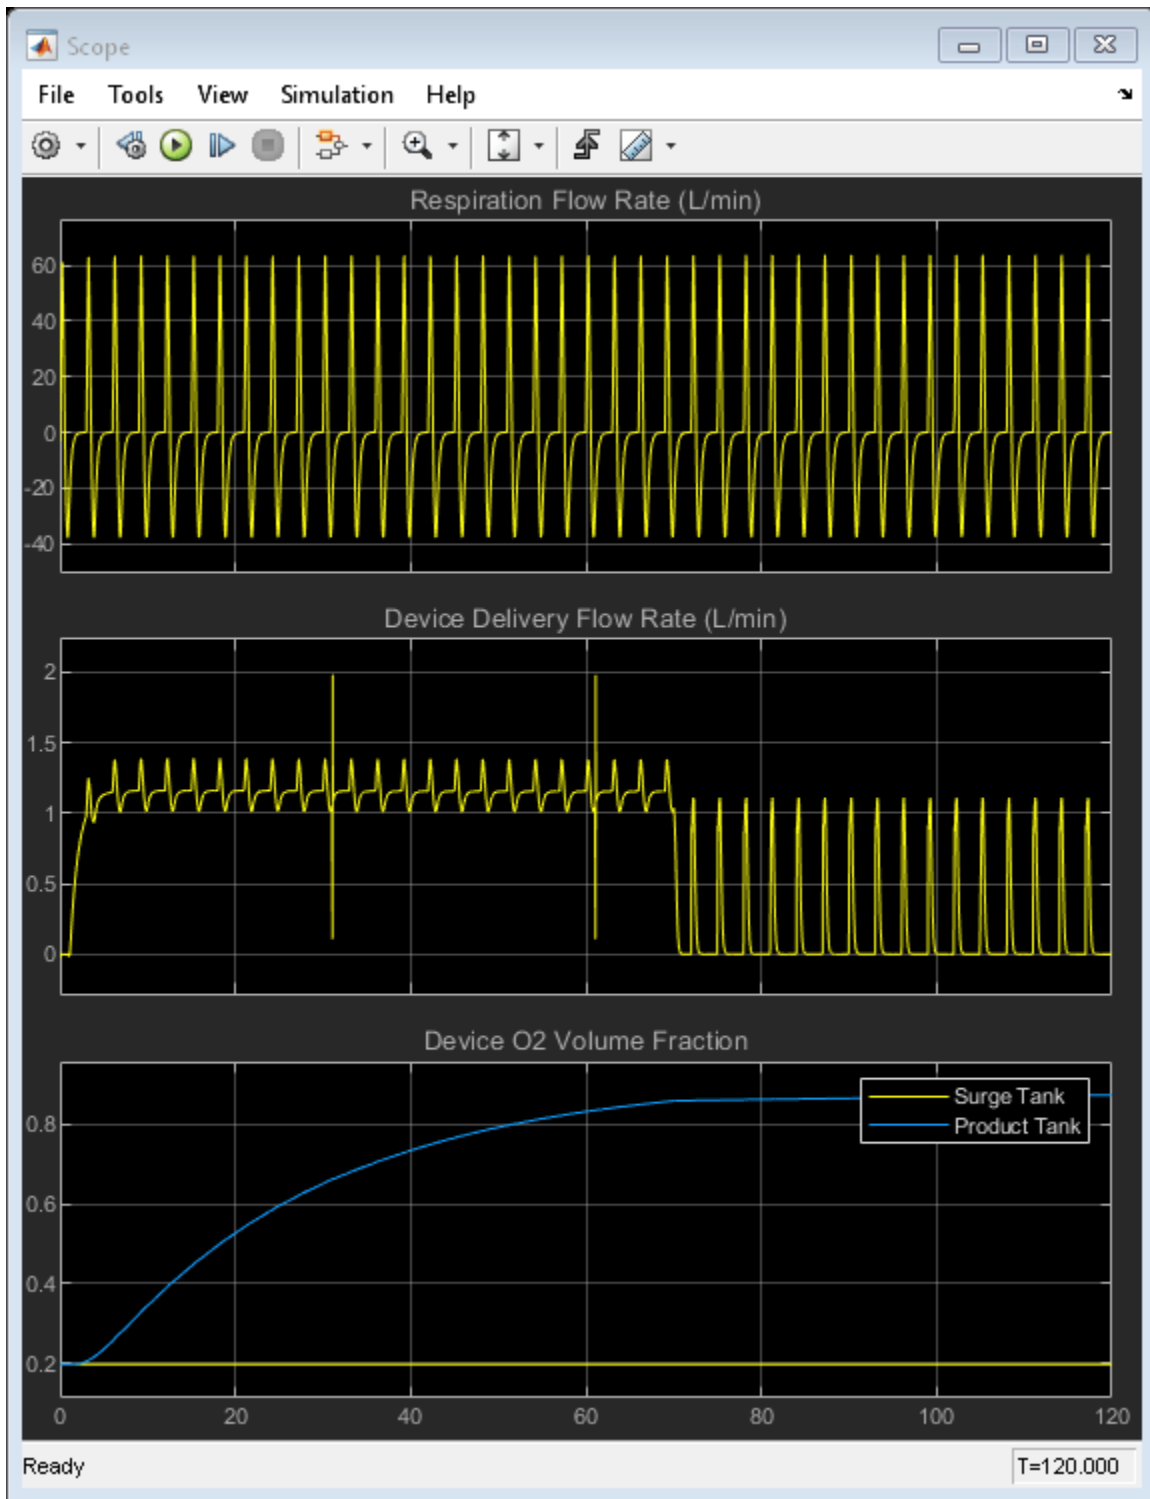 Scope
File Tools View Simulation Help
Respiration Flow Rate (L/min)
60
40
20
0
-20
-40
Device Delivery Flow Rate (L/min)
2
1.5
1
0.5
0
Device O2 Volume Fraction
Surge Tank
Product Tank
0.8
0.6
0.4
0.2
0 20 40 60 80 100 120
Ready T=120.000